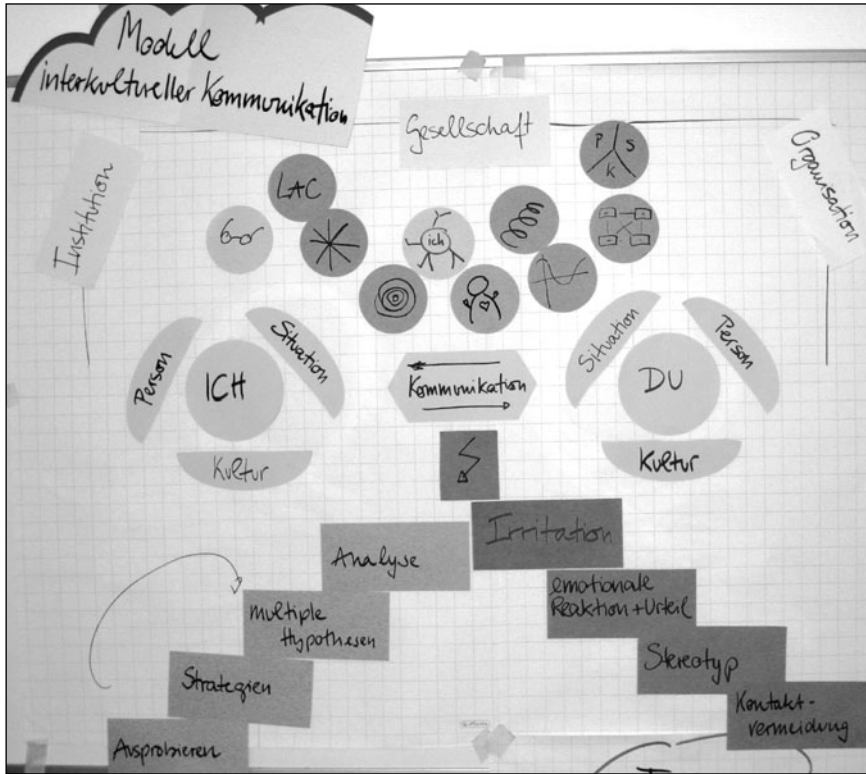 Modell
interkultureller Kommunikation
Gesellschaft
Institution
Organisation
P S
K
LAC
ich
Person
Situation
ICH
Kultur
Kommunikation
Situation
Person
DU
Kultur
Irritation
Analyse
emotionale
Reaktion+Urteil
multiple
Hypothesen
Stereotyp
Strategien
Kontakt-
vermeidung
Ausprobieren